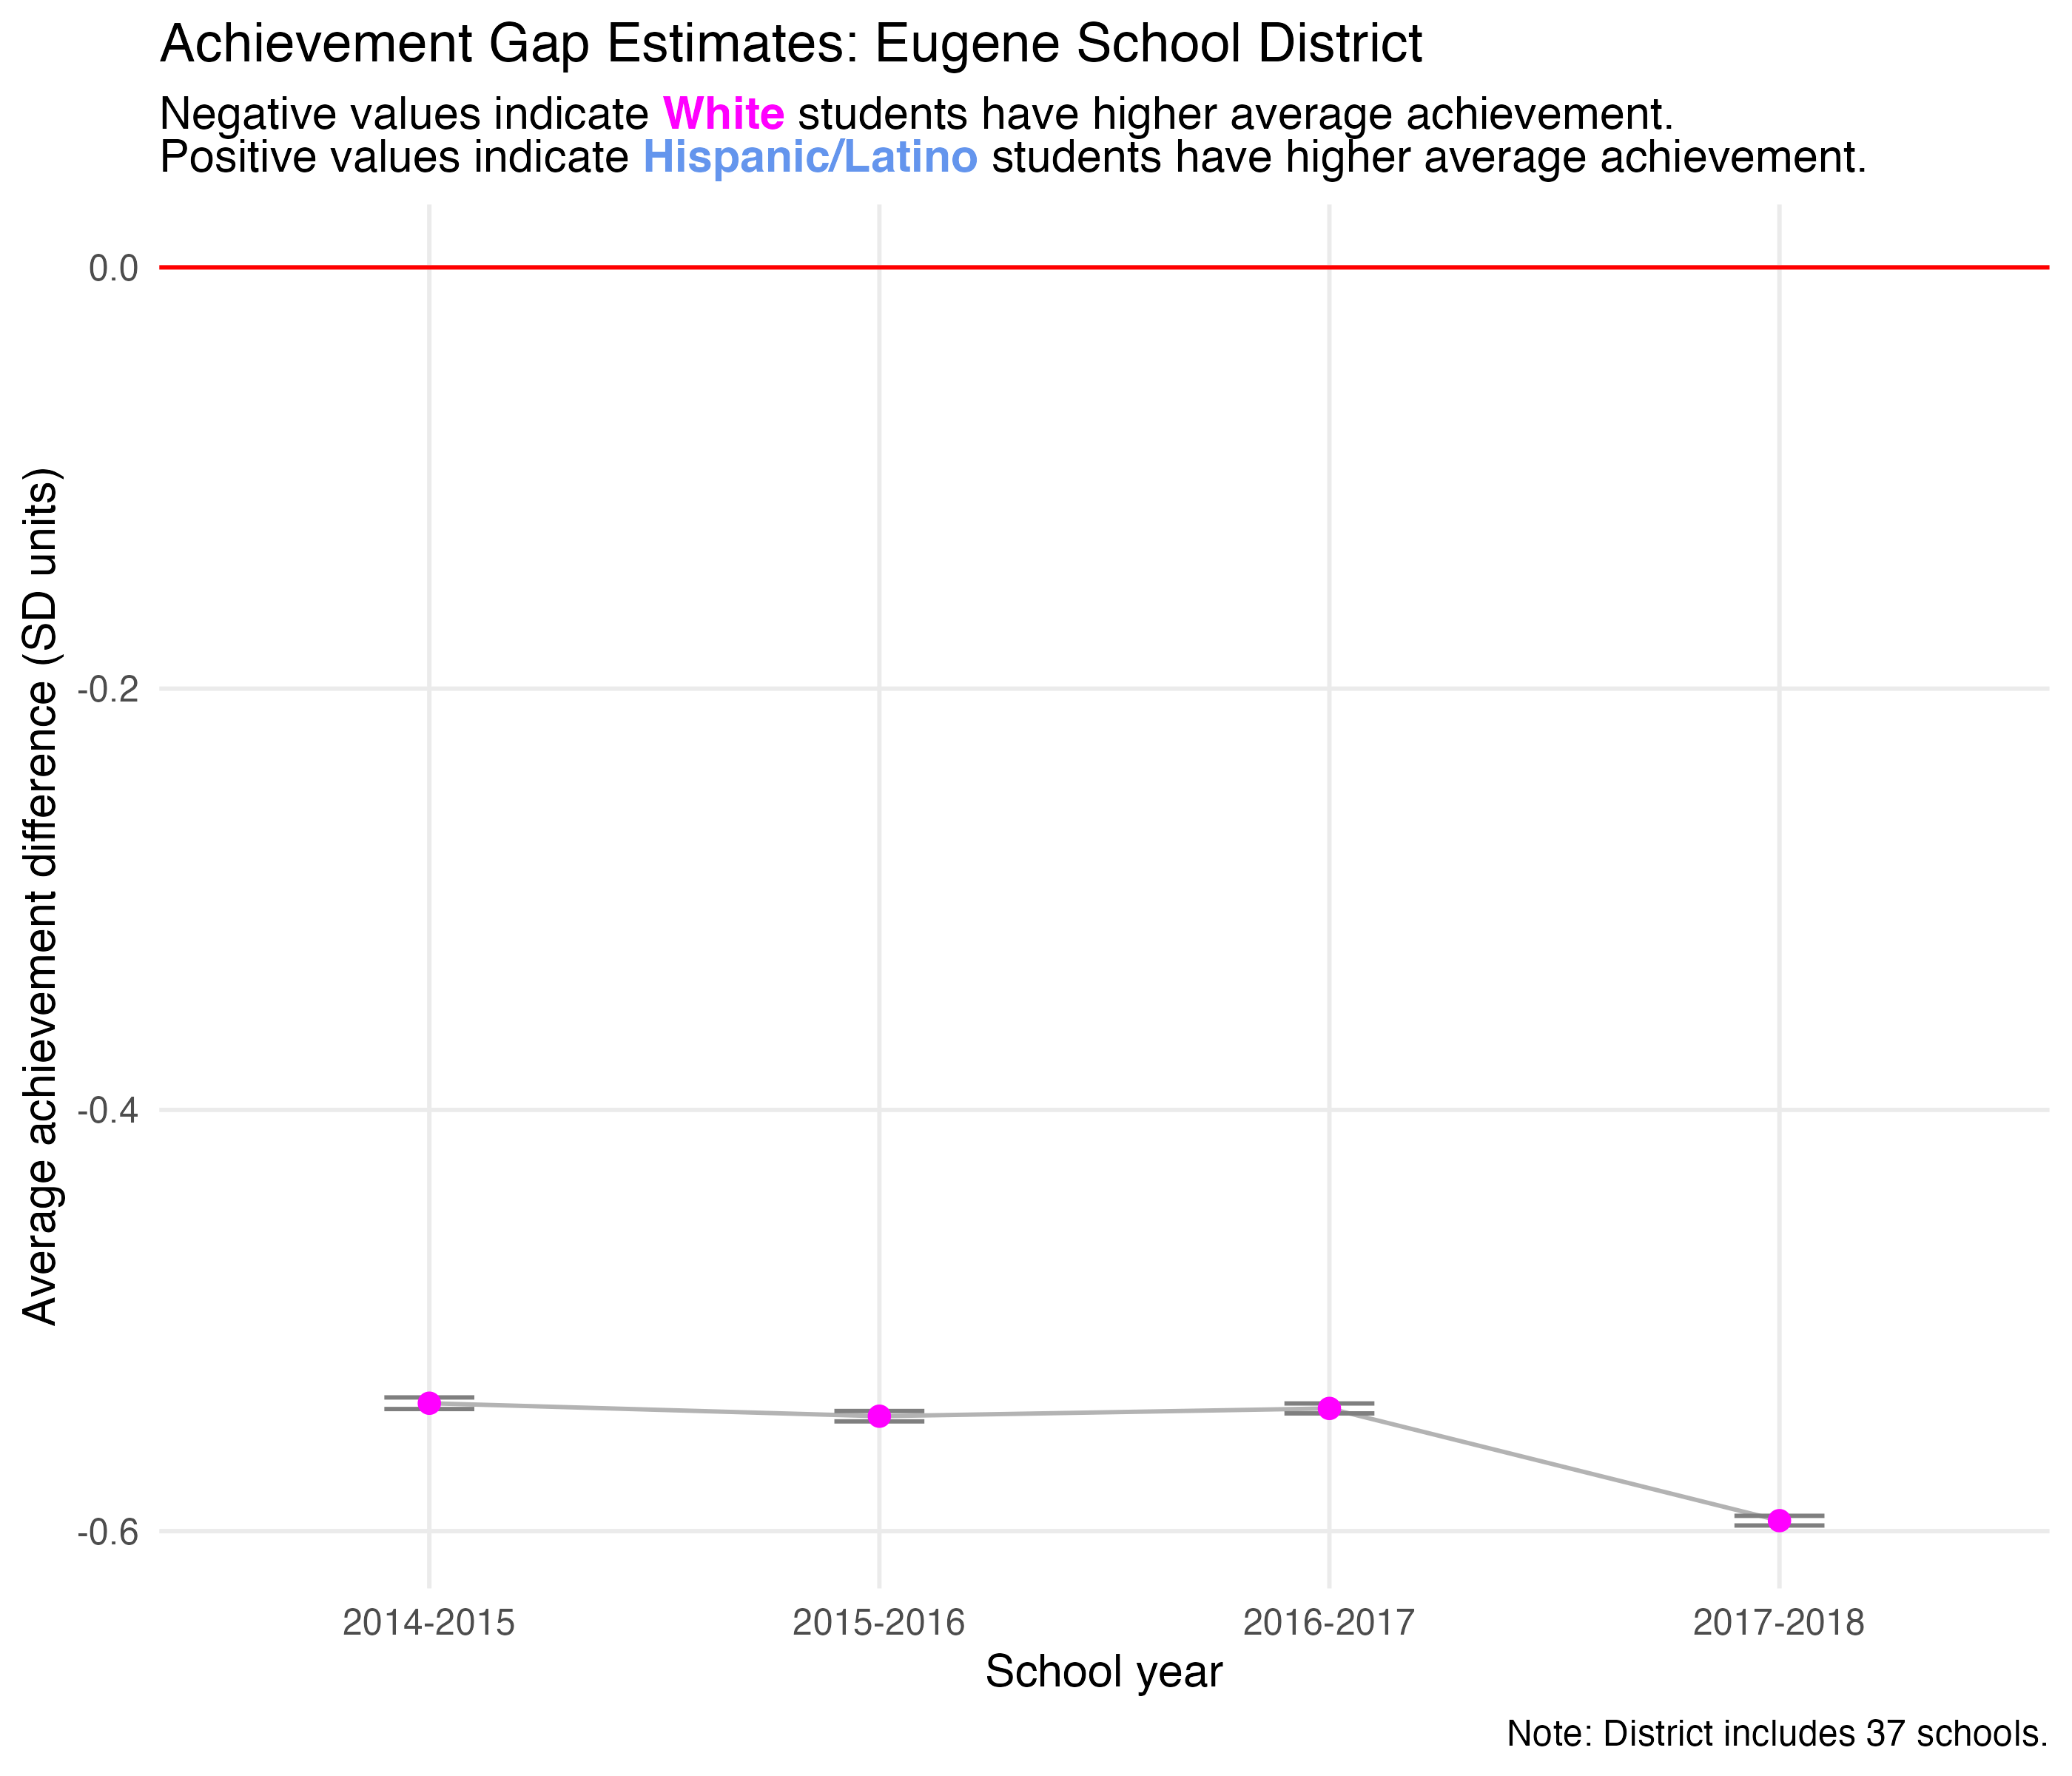 Achievement Gap Estimates: Eugene School District
Negative values indicate White students have higher average achievement.
Positive values indicate Hispanic/Latino students have higher average achievement.
Average achievement difference (SD units)
0.0
-0.2
-0.4
-0.6
2014-2015
2015-2016
2016-2017
2017-2018
School year
Note: District includes 37 schools.